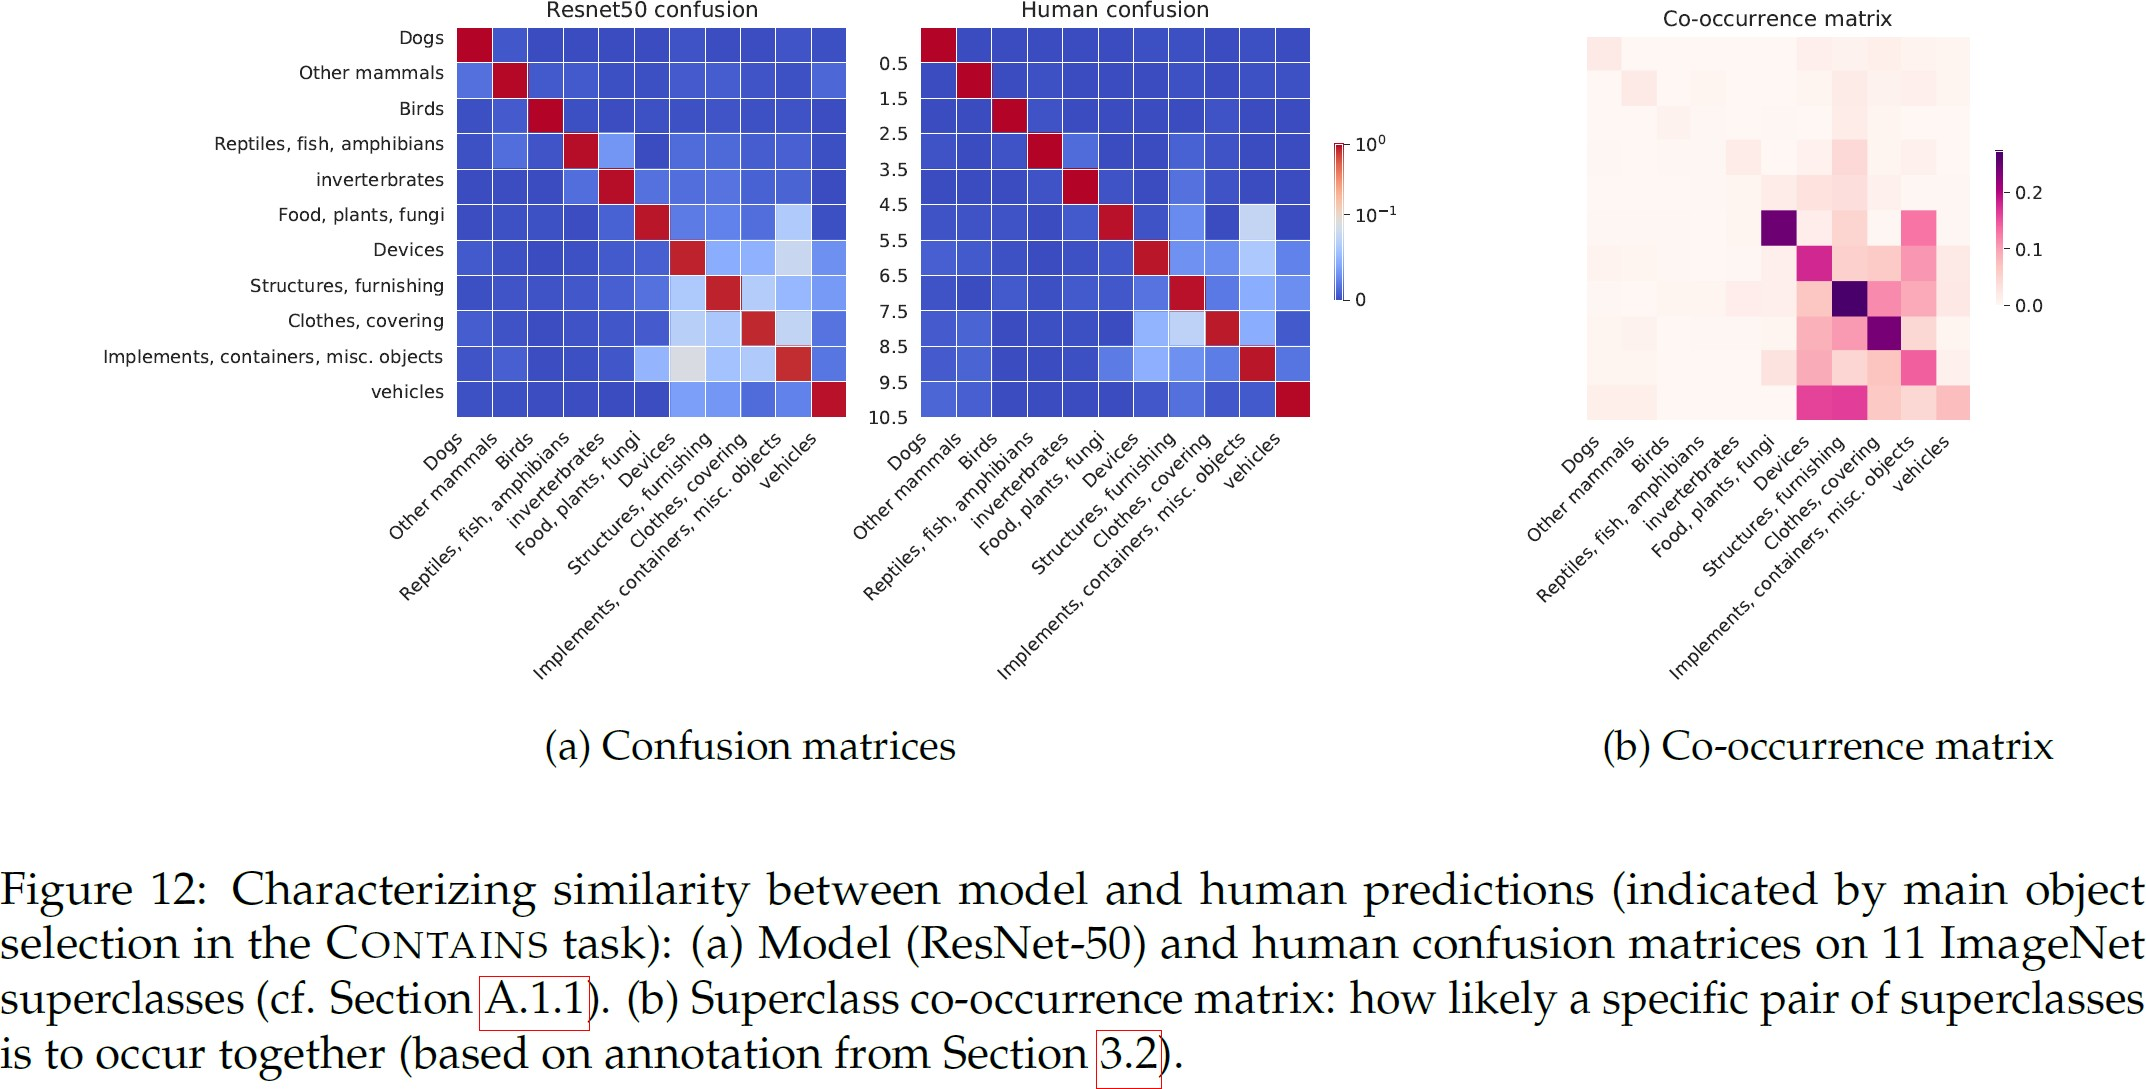 Resnet50 confusion
Human confusion
Co-occurrence matrix
Dogs
Other mammals
Birds
Reptiles, fish, amphibians
inverterbrates
Food, plants, fungi
Devices
Structures, furnishing
Clothes, covering
Implements, containers, misc. objects
vehicles
0.5
1.5
2.5
3.5
4.5
5.5
6.5
7.5
8.5
9.5
10.5
10⁰
10⁻¹
0
0.2
0.1
0.0
Dogs
Other mammals
Birds
Reptiles, fish, amphibians
inverterbrates
Food, plants, fungi
Devices
Structures, furnishing
Clothes, covering
Implements, containers, misc. objects
vehicles
Dogs
Other mammals
Birds
Reptiles, fish, amphibians
inverterbrates
Food, plants, fungi
Devices
Structures, furnishing
Clothes, covering
Implements, containers, misc. objects
vehicles
Dogs
Other mammals
Birds
Reptiles, fish, amphibians
inverterbrates
Food, plants, fungi
Devices
Structures, furnishing
Clothes, covering
Implements, containers, misc. objects
vehicles
(a) Confusion matrices
(b) Co-occurrence matrix
Figure 12: Characterizing similarity between model and human predictions (indicated by main object
selection in the CONTAINS task): (a) Model (ResNet-50) and human confusion matrices on 11 ImageNet
superclasses (cf. Section A.1.1). (b) Superclass co-occurrence matrix: how likely a specific pair of superclasses
is to occur together (based on annotation from Section 3.2).